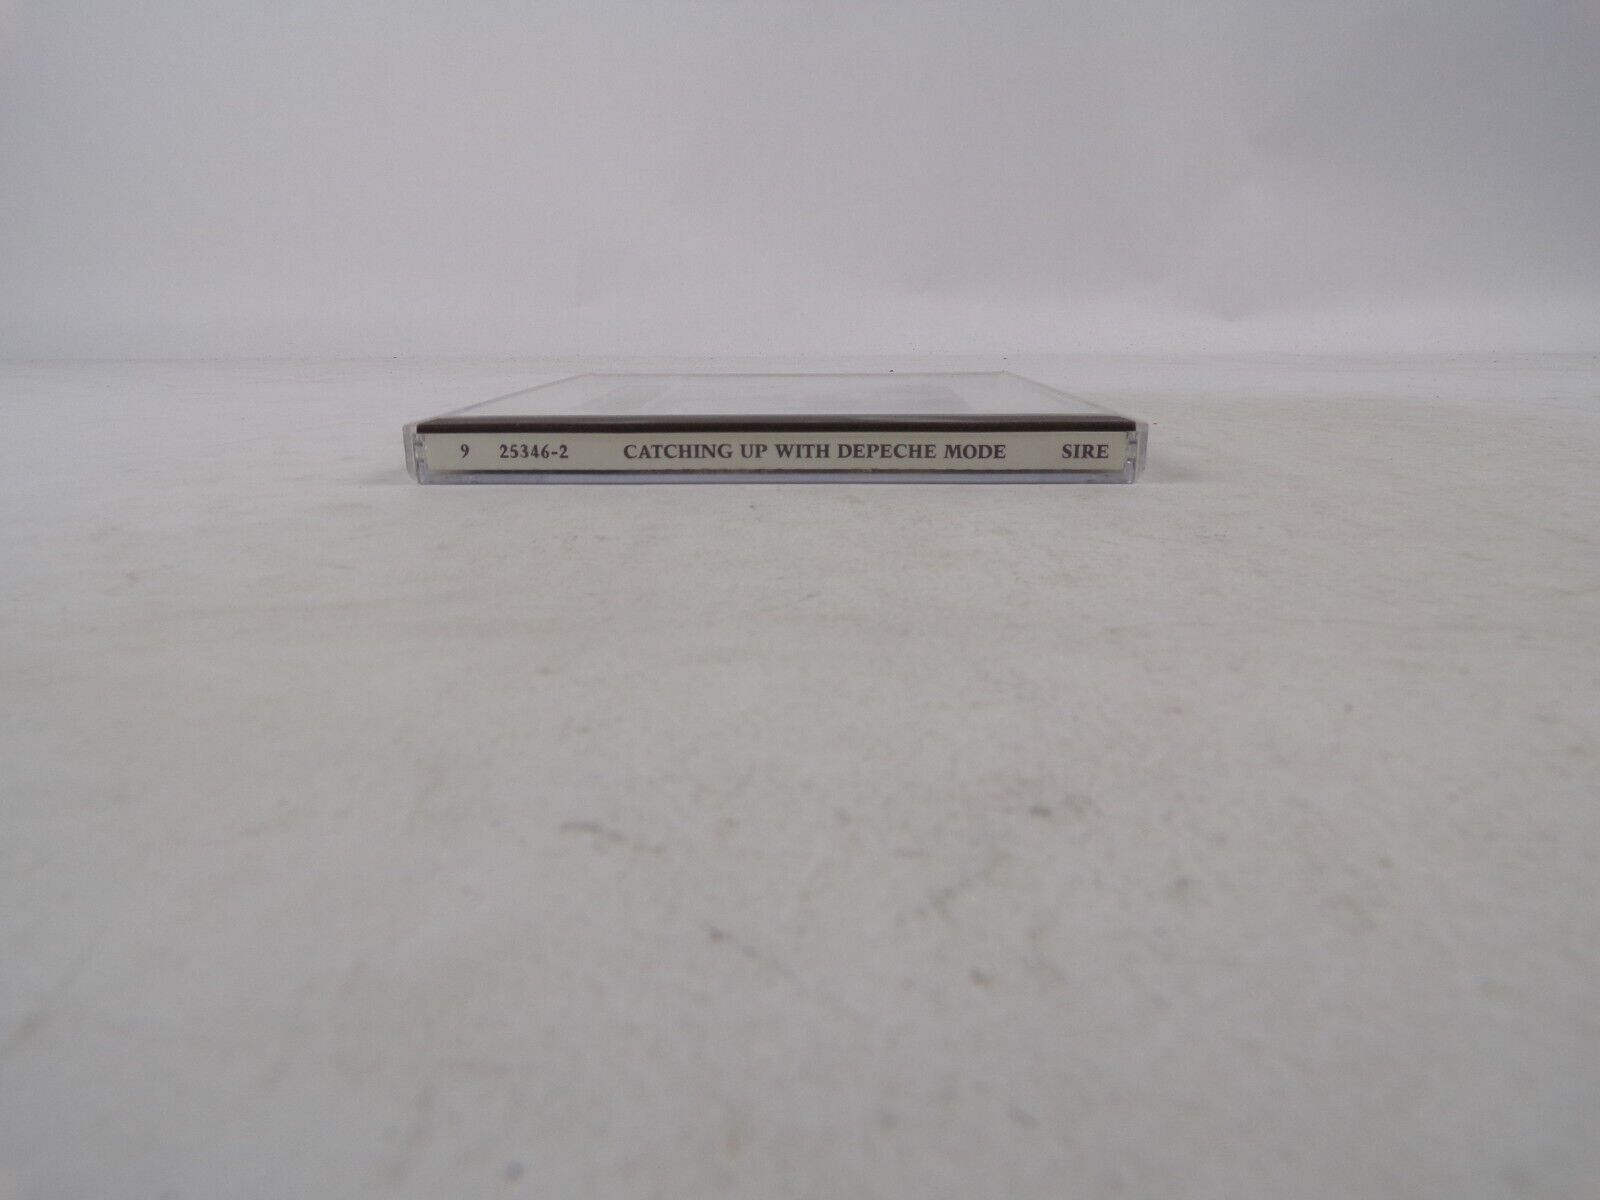 9 25346-2 CATCHING UP WITH DEPECHE MODE SIRE